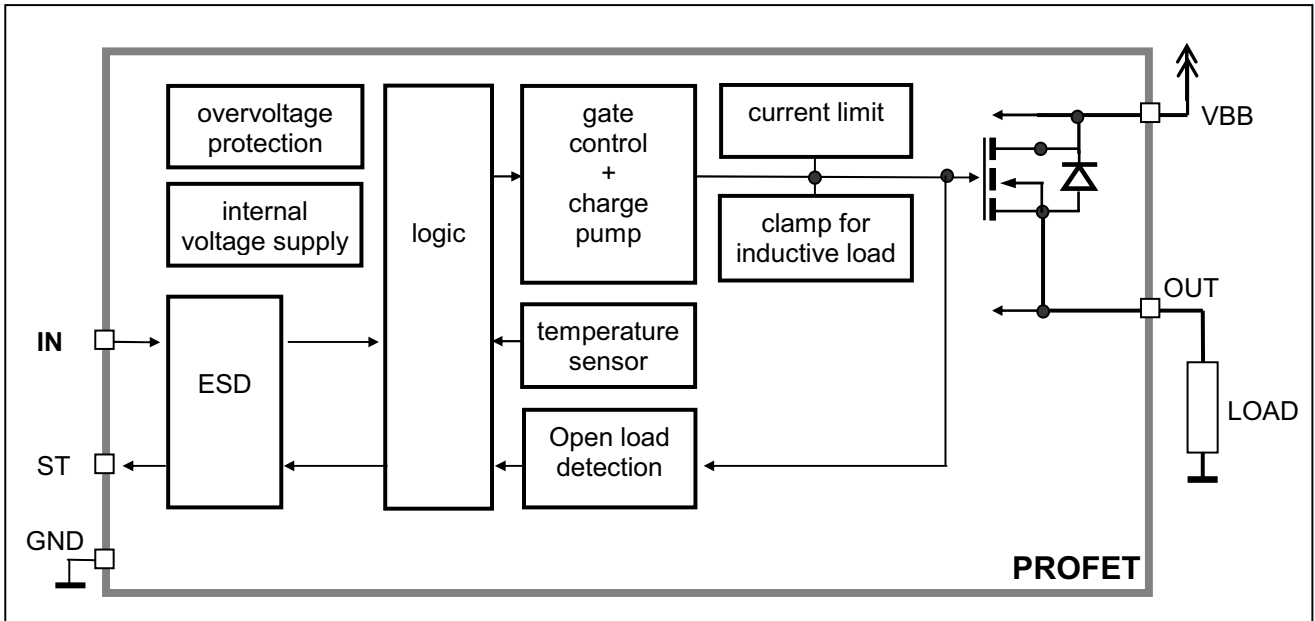 overvoltage
protection
internal
voltage supply
logic
gate
control
+
charge
pump
current limit
clamp for
inductive load
VBB
OUT
IN
ESD
temperature
sensor
LOAD
ST
Open load
detection
GND
PROFET